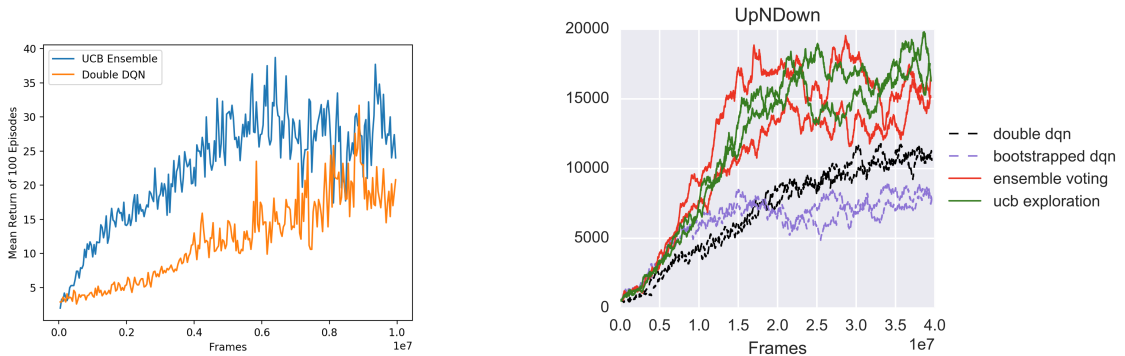 UCB Ensemble
Double DQN
Mean Return of 100 Episodes
40
35
30
25
20
15
10
5
0.0 0.2 0.4 0.6 0.8 1.0
1e7
Frames
UpNDown
20000
15000
10000
5000
0
0.0 0.5 1.0 1.5 2.0 2.5 3.0 3.5 4.0
1e7
Frames
double dqn
bootstrapped dqn
ensemble voting
ucb exploration